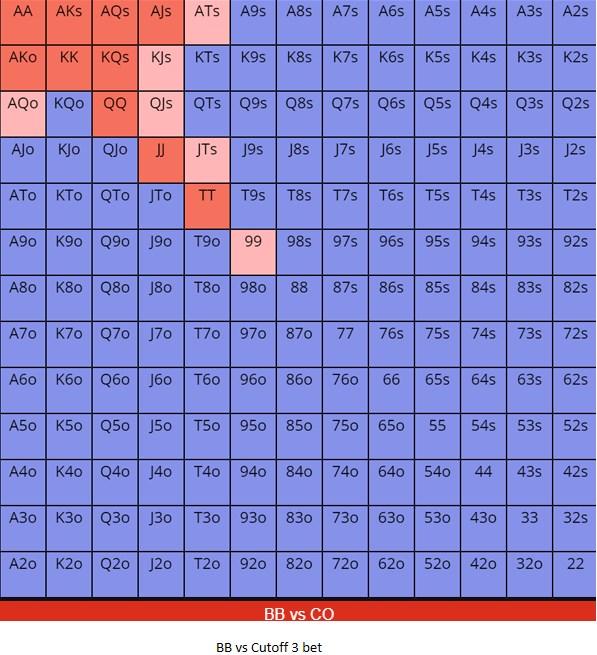 AA AKs AQs AJs ATs A9s A8s A7s A6s A5s A4s A3s A2s
AKo KK KQs KJs KTs K9s K8s K7s K6s K5s K4s K3s K2s
AQo KQo QQ QJs QTs Q9s Q8s Q7s Q6s Q5s Q4s Q3s Q2s
AJo KJo QJo JJ JTs J9s J8s J7s J6s J5s J4s J3s J2s
ATo KTo QTo JTo TT T9s T8s T7s T6s T5s T4s T3s T2s
A9o K9o Q9o J9o T9o 99 98s 97s 96s 95s 94s 93s 92s
A8o K8o Q8o J8o T8o 98o 88 87s 86s 85s 84s 83s 82s
A7o K7o Q7o J7o T7o 97o 87o 77 76s 75s 74s 73s 72s
A6o K6o Q6o J6o T6o 96o 86o 76o 66 65s 64s 63s 62s
A5o K5o Q5o J5o T5o 95o 85o 75o 65o 55 54s 53s 52s
A4o K4o Q4o J4o T4o 94o 84o 74o 64o 54o 44 43s 42s
A3o K3o Q3o J3o T3o 93o 83o 73o 63o 53o 43o 33 32s
A2o K2o Q2o J2o T2o 92o 82o 72o 62o 52o 42o 32o 22
BB vs CO
BB vs Cutoff 3 bet